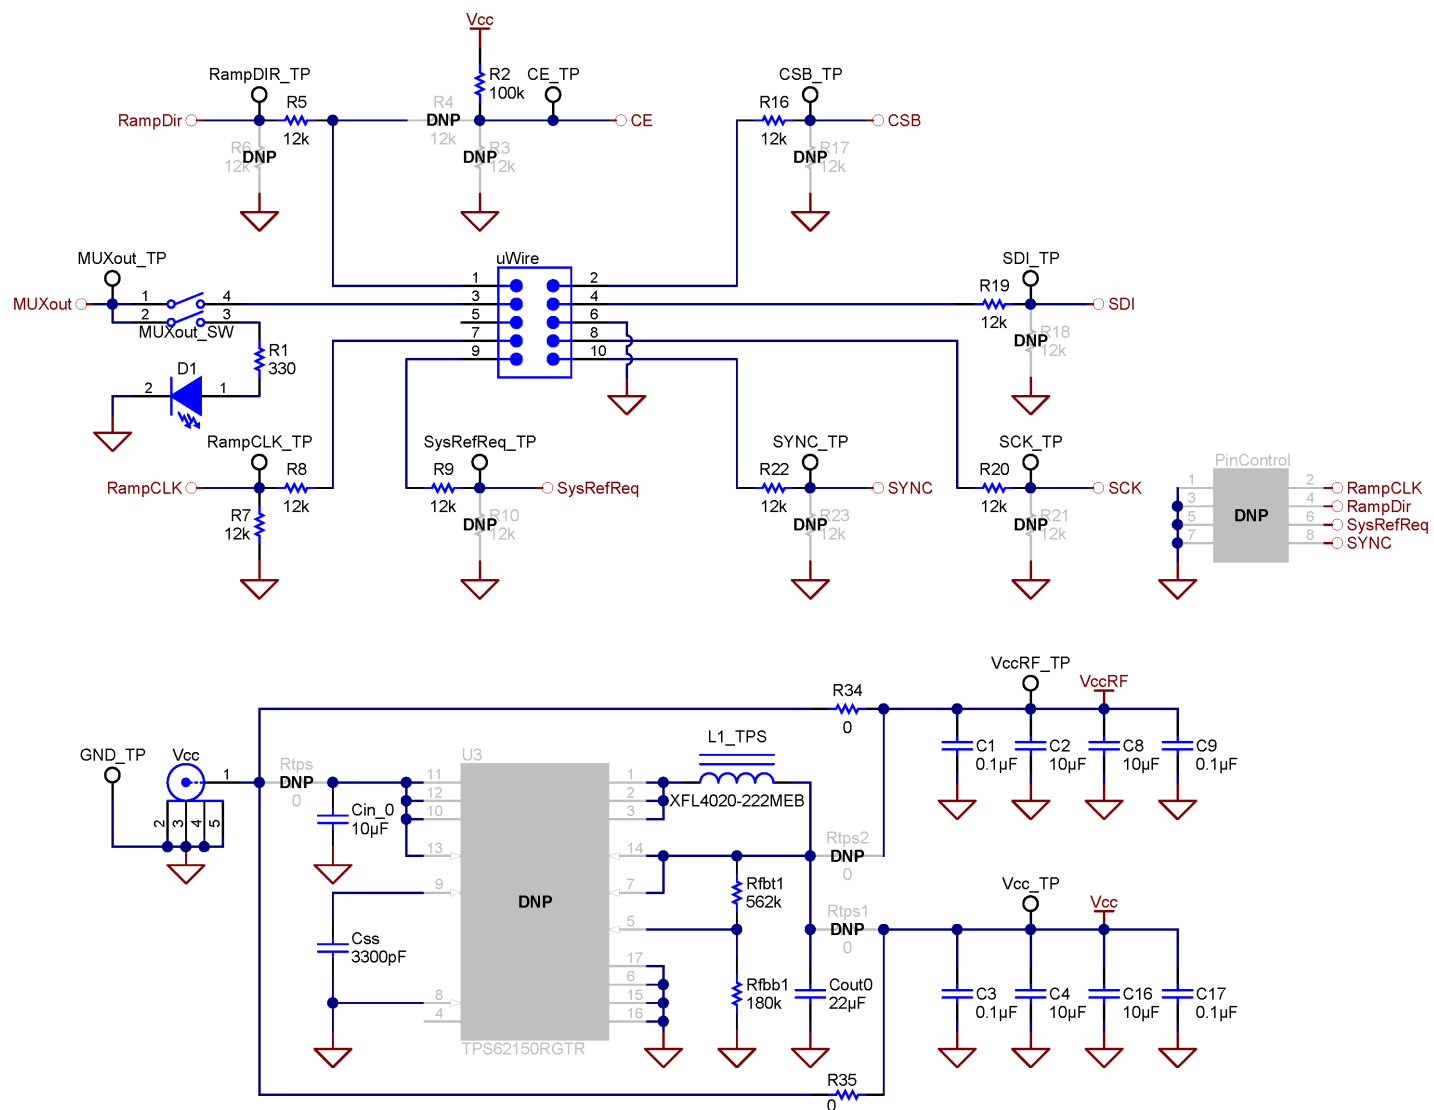 Vcc
RampDIR_TP
R5
12k
RampDir
R6
12k
DNP
R4
DNP
12k
R2
100k
CE_TP
CE
R3
DNP
12k
CSB_TP
R16
12k
CSB
R17
DNP
12k
MUXout_TP
MUXout
1
4
2
3
MUXout_SW
R1
330
D1
2
1
uWire
1
2
3
4
5
6
7
8
9
10
SDI_TP
R19
12k
SDI
R18
DNP
12k
RampCLK_TP
RampCLK
R8
12k
R7
12k
SysRefReq_TP
R9
12k
SysRefReq
R10
DNP
12k
SYNC_TP
R22
12k
SYNC
R23
DNP
12k
SCK_TP
R20
12k
SCK
R21
DNP
12k
PinControl
1
2
RampCLK
3
4
RampDir
5
6
SysRefReq
7
8
SYNC
DNP
GND_TP
Vcc
1
2
3
4
5
Rtps
DNP
0
Cin_0
10µF
Css
3300pF
U3
11
12
10
13
9
8
4
DNP
1
2
3
14
7
5
17
6
15
16
TPS62150RGTR
L1_TPS
XFL4020-222MEB
Rfbt1
562k
Rfbb1
180k
Cout0
22µF
R34
0
Rtps2
DNP
0
Rtps1
DNP
0
R35
0
VccRF_TP
VccRF
C1
0.1µF
C2
10µF
C8
10µF
C9
0.1µF
Vcc_TP
Vcc
C3
0.1µF
C4
10µF
C16
10µF
C17
0.1µF